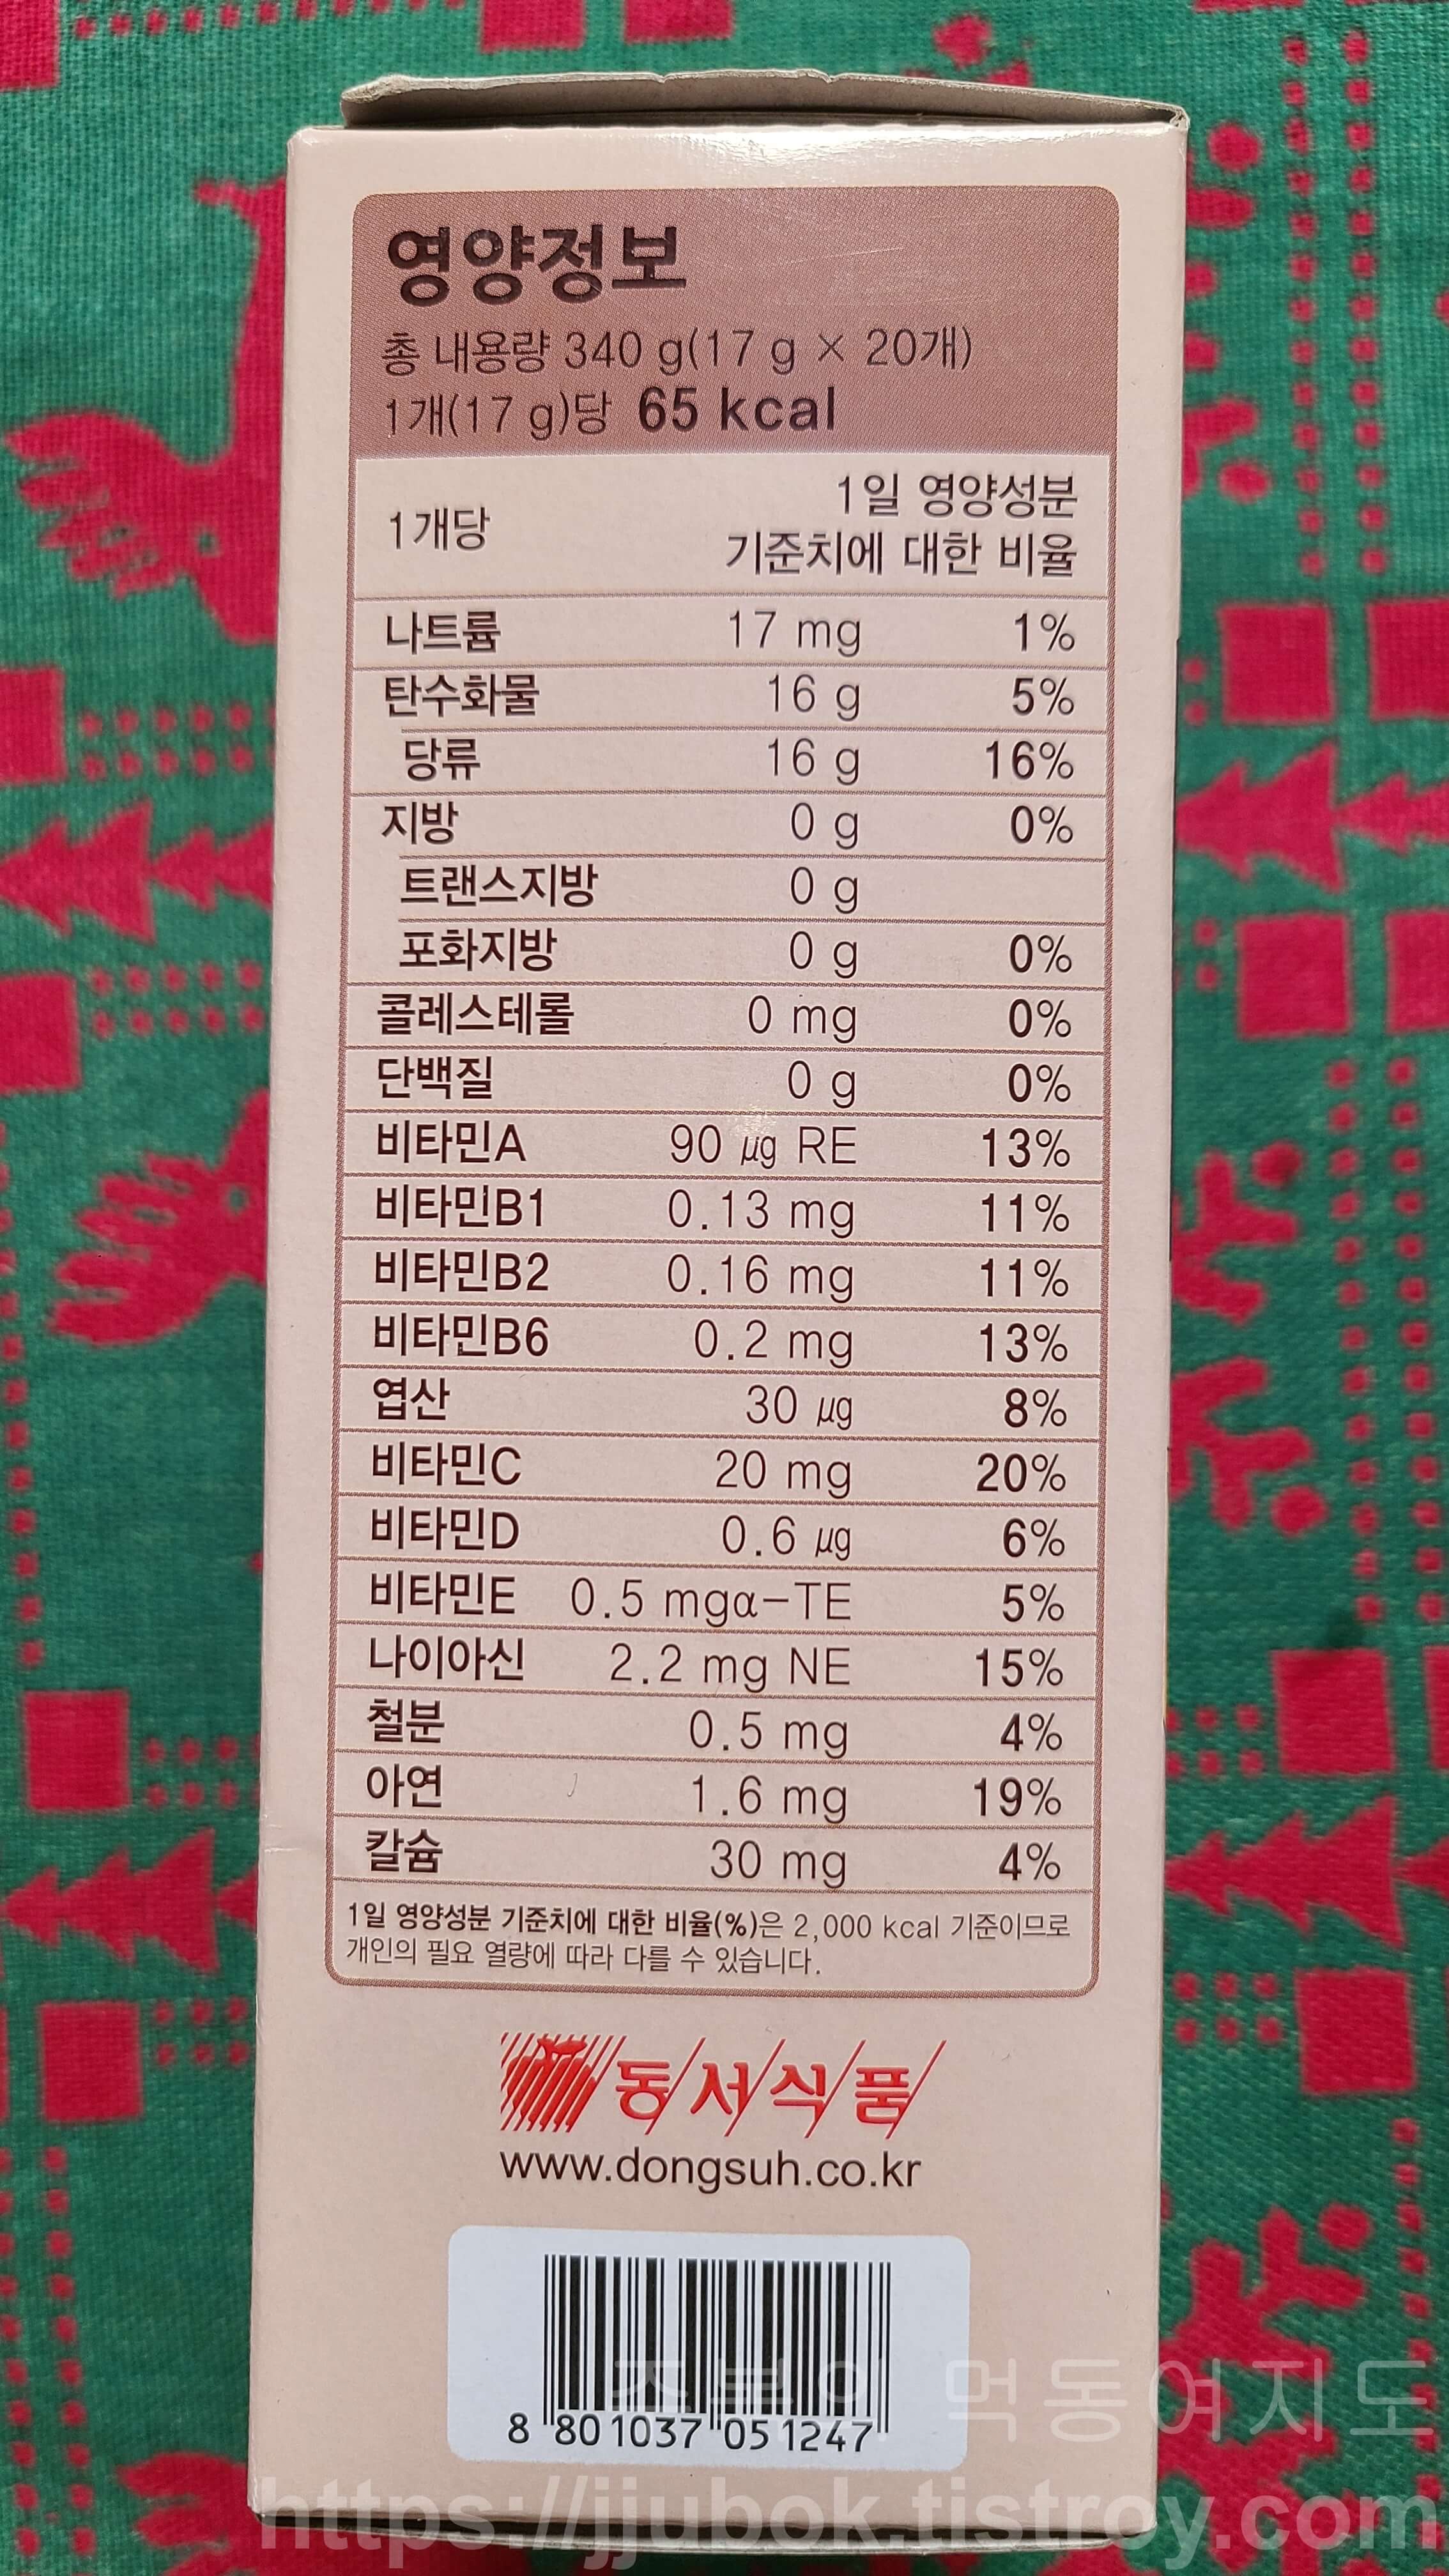 영양정보
총 내용량 340 g(17 g × 20개)
1개(17 g)당 65 kcal
1개당 1일 영양성분
기준치에 대한 비율
나트륨 17 mg 1%
탄수화물 16 g 5%
당류 16 g 16%
지방 0 g 0%
트랜스지방 0 g
포화지방 0 g 0%
콜레스테롤 0 mg 0%
단백질 0 g 0%
비타민A 90 μg RE 13%
비타민B1 0.13 mg 11%
비타민B2 0.16 mg 11%
비타민B6 0.2 mg 13%
엽산 30 μg 8%
비타민C 20 mg 20%
비타민D 0.6 μg 6%
비타민E 0.5 mgα-TE 5%
나이아신 2.2 mg NE 15%
철분 0.5 mg 4%
아연 1.6 mg 19%
칼슘 30 mg 4%
1일 영양성분 기준치에 대한 비율(%)은 2,000 kcal 기준이므로
개인의 필요 열량에 따라 다를 수 있습니다.
동서식품
www.dongsuh.co.kr
8 801037 051247
먹동여지도
https://jjubok.tistroy.com